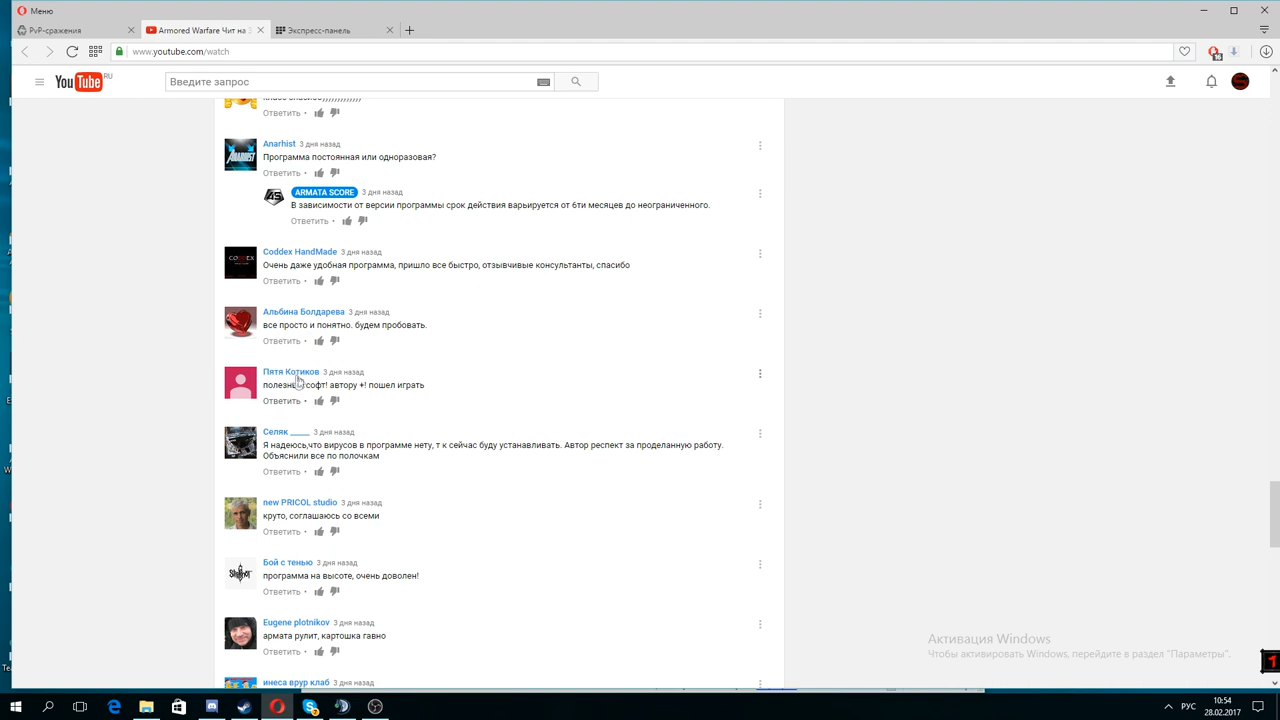 Меню
PvP-сражения
Armored Warfare Чит на
Экспресс-панель
www.youtube.com/watch
YouTube RU
Введите запрос
Ответить
Anarhist 3 дня назад
Программа постоянная или одноразовая?
Ответить
ARMATA SCORE 3 дня назад
В зависимости от версии программы срок действия варьируется от 6ти месяцев до неограниченного.
Ответить
Coddex HandMade 3 дня назад
Очень даже удобная программа, пришло все быстро, отзывчивые консультанты, спасибо
Ответить
Альбина Болдарева 3 дня назад
все просто и понятно. будем пробовать.
Ответить
Пятя Котиков 3 дня назад
софт! автору +! пошел играть
Ответить
Селяк _____ 3 дня назад
Я надеюсь,что вирусов в программе нету, т к сейчас буду устанавливать. Автор респект за проделанную работу.
Объяснили все по полочкам
Ответить
new PRICOL studio 3 дня назад
круто, соглашаюсь со всеми
Ответить
Бой с тенью 3 дня назад
программа на высоте, очень доволен!
Ответить
Eugene plotnikov 3 дня назад
армата рулит, картошка гавно
Ответить
инеса врур клаб 3 дня назад
Активация Windows
Чтобы активировать Windows, перейдите в раздел "Параметры".
РУС
10:54
28.02.2017